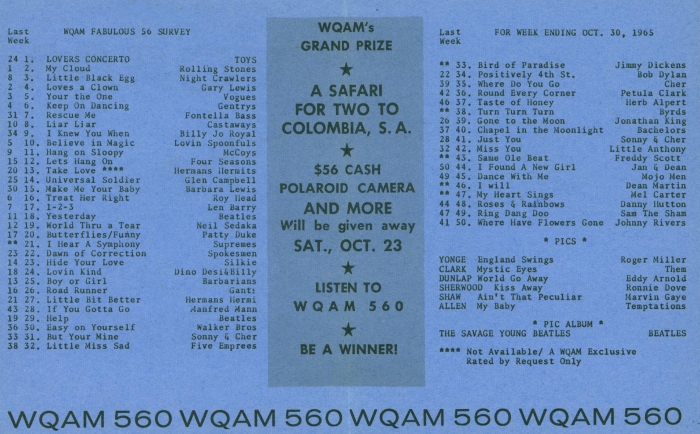 Last WQAM FABULOUS 56 SURVEY
Week
24 1. LOVERS CONCERTO TOYS
1 2. My Cloud Rolling Stones
8 3. Little Black Egg Night Crawlers
2 4. Loves a Clown Gary Lewis
3 5. Your the One Vogues
4 6. Keep On Dancing Gentrys
31 7. Rescue Me Fontella Bass
10 8. Liar Liar Castaways
34 9. I Knew When Billy Jo Royal
5 10. Believe in Magic Lovin Spoonfuls
9 11. Hang on Sloopy McCoys
15 12. Lets Hang On Four Seasons
20 13. Take Love **** Hermans Hermits
25 14. Universal Soldier Glen Campbell
30 15. Make Me Your Baby Barbara Lewis
6 16. Treat Her Right Roy Head
7 17. 1-2-3 Len Barry
11 18. Yesterday Beatles
12 19. World Thru a Tear Neil Sedaka
17 20. Butterflies/Funny Patty Duke
** 21. I Hear A Symphony Supremes
23 22. Dawn of Correction Spokesmen
14 23. Hide Your Love Silkie
18 24. Lovin Kind Dino Desi&Billy
13 25. Boy or Girl Barbarians
16 26. Road Runner Gants
21 27. Little Bit Better Hermans Hermi
43 28. If You Gotta Go Manfred Mann
19 29. Help Beatles
36 30. Easy on Yourself Walker Bros
33 31. But Your Mine Sonny & Cher
38 32. Little Miss Sad Five Emprees
WQAM's
GRAND PRIZE
★
A SAFARI
FOR TWO TO
COLOMBIA, S. A.
★
$56 CASH
POLAROID CAMERA
AND MORE
Will be given away
SAT., OCT. 23
★
LISTEN TO
WQAM 560
★
BE A WINNER!
Last FOR WEEK ENDING OCT. 30, 1965
Week
** 33. Bird of Paradise Jimmy Dickens
22 34. Positively 4th St. Bob Dylan
39 35. Where Do You Go Cher
42 36. Round Every Corner Petula Clark
46 37. Taste of Honey Herb Alpert
** 38. Turn Turn Turn Byrds
26 39. Gone to the Moon Jonathan King
37 40. Chapel in the Moonlight Bachelors
28 41. Just You Sonny & Cher
32 42. Miss You Little Anthony
** 43. Same Ole Beat Freddy Scott
50 44. I Found A New Girl Jan & Dean
49 45. Dance With Me Mojo Men
** 46. I will Dean Martin
** 47. My Heart Sings Mel Carter
44 48. Roses & Rainbows Danny Hutton
47 49. Ring Dang Doo Sam The Sham
41 50. Where Have Flowers Gone Johnny Rivers
* PICS *
YONGE England Swings Roger Miller
CLARK Mystic Eyes Them
DUNLAP World Go Away Eddy Arnold
SHERWOOD Kiss Away Ronnie Dove
SHAW Ain't That Peculiar Marvin Gaye
ALLEN My Baby Temptations
* PIC ALBUM *
THE SAVAGE YOUNG BEATLES BEATLES
**** Not Available/ A WQAM Exclusive
Rated by Request Only
WQAM 560 WQAM 560 WQAM 560 WQAM 560